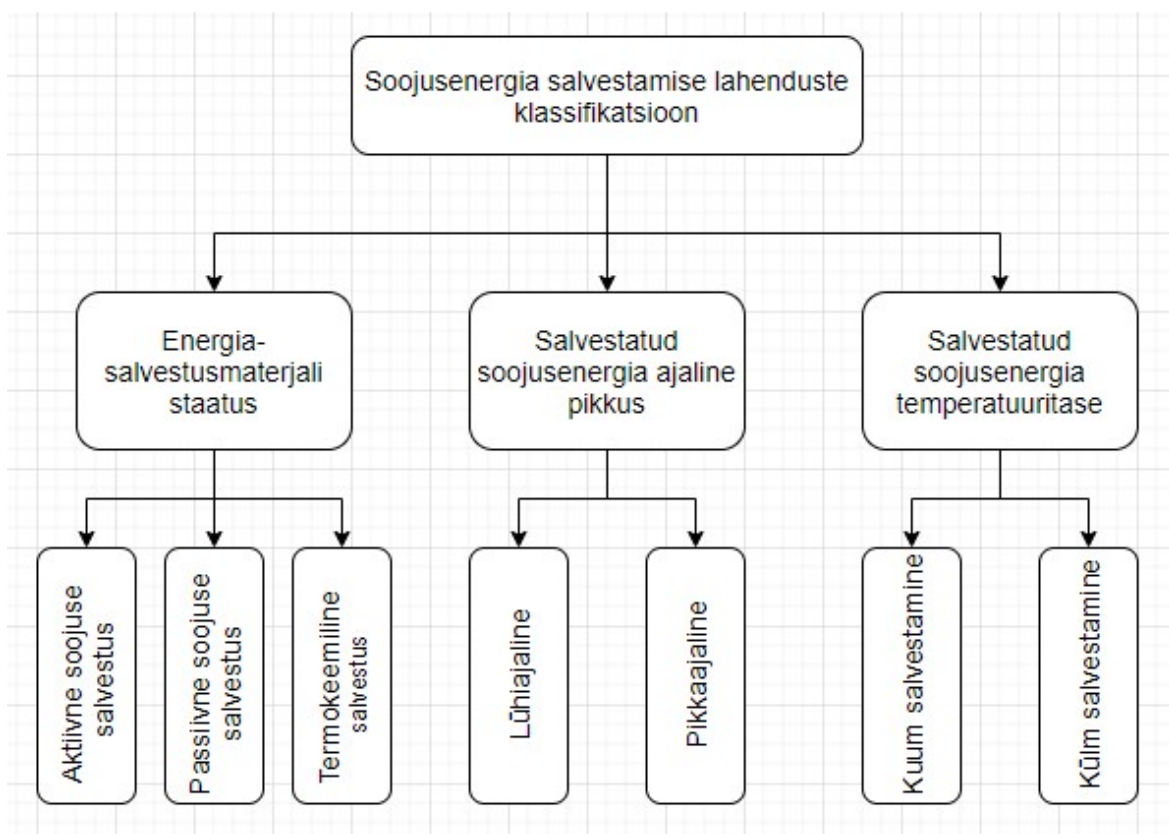 Soojusenergia salvestamise lahenduste
klassifikatsioon
Energia-
salvestusmaterjali
staatus
Salvestatud
soojusenergia ajaline
pikkus
Salvestatud
soojusenergia
temperatuuritase
Aktiivne soojuse
salvestus
Passiivne soojuse
salvestus
Termokeemiline
salvestus
Lühiajaline
Pikkaajaline
Kuum salvestamine
Külm salvestamine